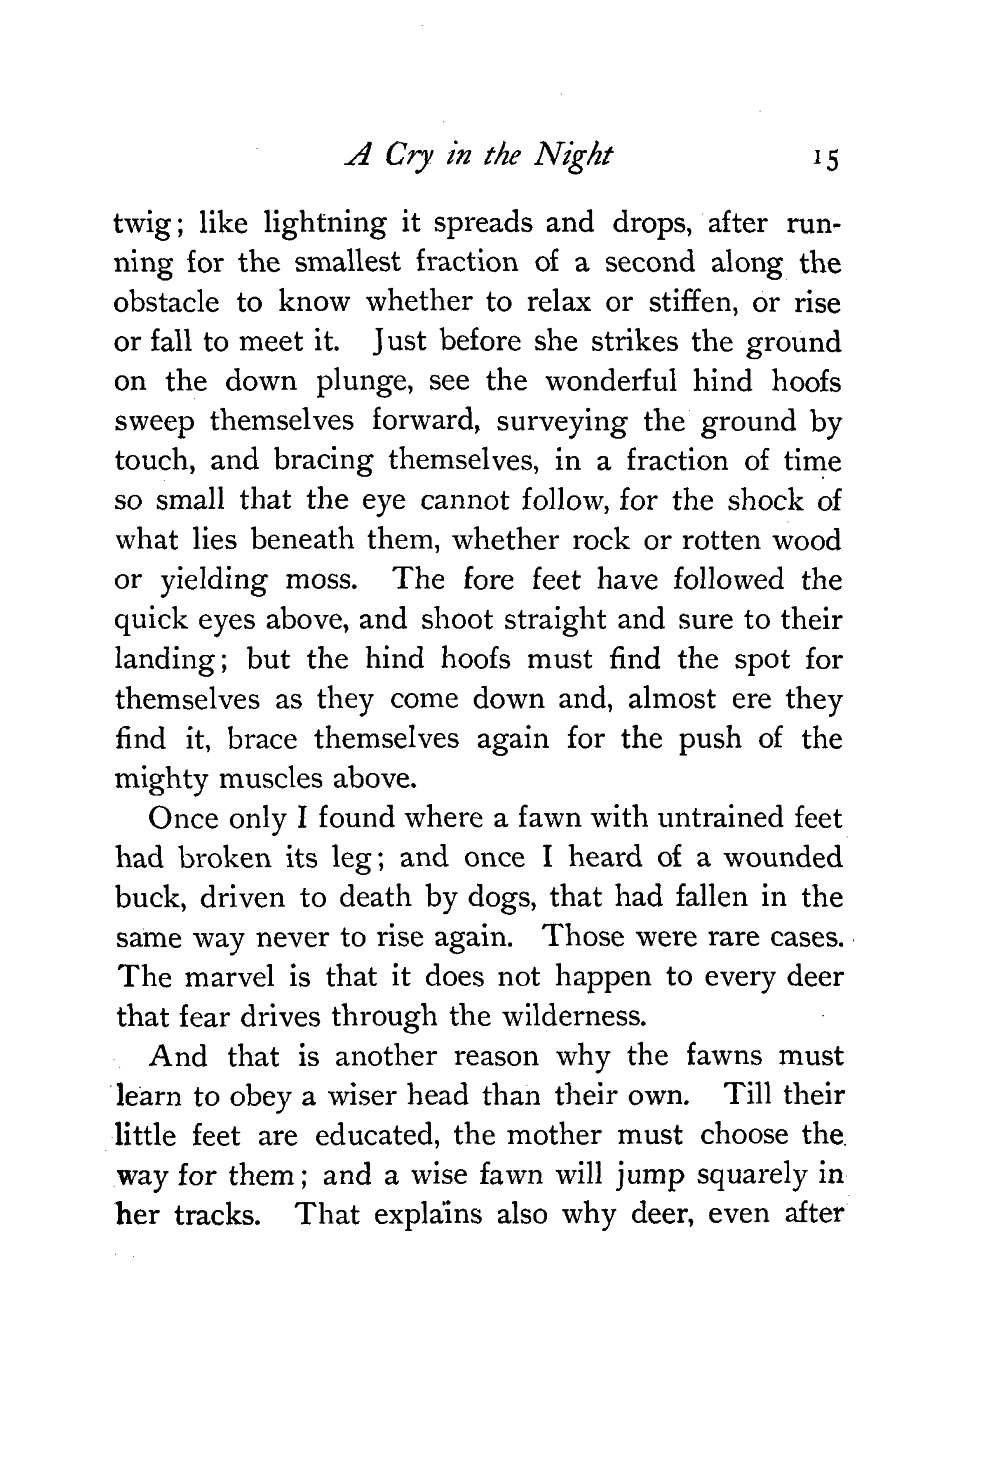 A Cry in the Night 15
twig; like lightning it spreads and drops, after run-
ning for the smallest fraction of a second along the
obstacle to know whether to relax or stiffen, or rise
or fall to meet it. Just before she strikes the ground
on the down plunge, see the wonderful hind hoofs
sweep themselves forward, surveying the ground by
touch, and bracing themselves, in a fraction of time
so small that the eye cannot follow, for the shock of
what lies beneath them, whether rock or rotten wood
or yielding moss. The fore feet have followed the
quick eyes above, and shoot straight and sure to their
landing; but the hind hoofs must find the spot for
themselves as they come down and, almost ere they
find it, brace themselves again for the push of the
mighty muscles above.
Once only I found where a fawn with untrained feet
had broken its leg; and once I heard of a wounded
buck, driven to death by dogs, that had fallen in the
same way never to rise again. Those were rare cases.
The marvel is that it does not happen to every deer
that fear drives through the wilderness.
And that is another reason why the fawns must
learn to obey a wiser head than their own. Till their
little feet are educated, the mother must choose the
way for them; and a wise fawn will jump squarely in
her tracks. That explains also why deer, even after